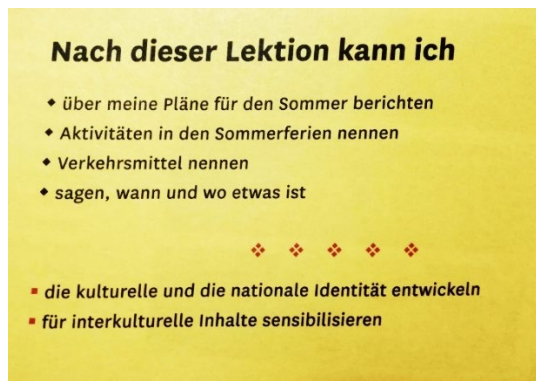 Nach dieser Lektion kann ich
über meine Pläne für den Sommer berichten
Aktivitäten in den Sommerferien nennen
Verkehrsmittel nennen
sagen, wann und wo etwas ist
die kulturelle und die nationale Identität entwickeln
für interkulturelle Inhalte sensibilisieren